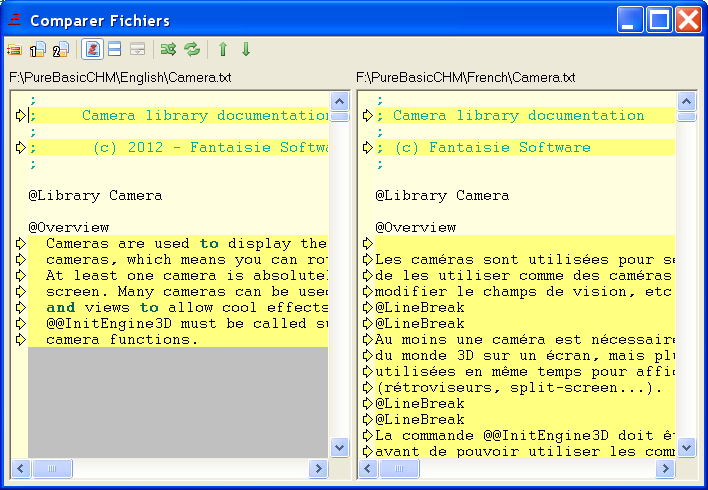 Comparer Fichiers
F:\PureBasicCHM\English\Camera.txt
;
; Camera library documentation
;
; (c) 2012 - Fantaisie Softwa
;
@Library Camera
@Overview
Cameras are used to display the
cameras, which means you can ro
At least one camera is absolutel
screen. Many cameras can be used
and views to allow cool effects
@@InitEngine3D must be called su
camera functions.
F:\PureBasicCHM\French\Camera.txt
;
; Camera library documentation
;
; (c) Fantaisie Software
;
@Library Camera
@Overview
Les caméras sont utilisées pour se
de les utiliser comme des caméras
modifier le champs de vision, etc
@LineBreak
@LineBreak
Au moins une caméra est nécessaire
du monde 3D sur un écran, mais plu
utilisées en même temps pour affic
(rétroviseurs, split-screen...).
@LineBreak
@LineBreak
La commande @@InitEngine3D doit êt
avant de pouvoir utiliser les comm